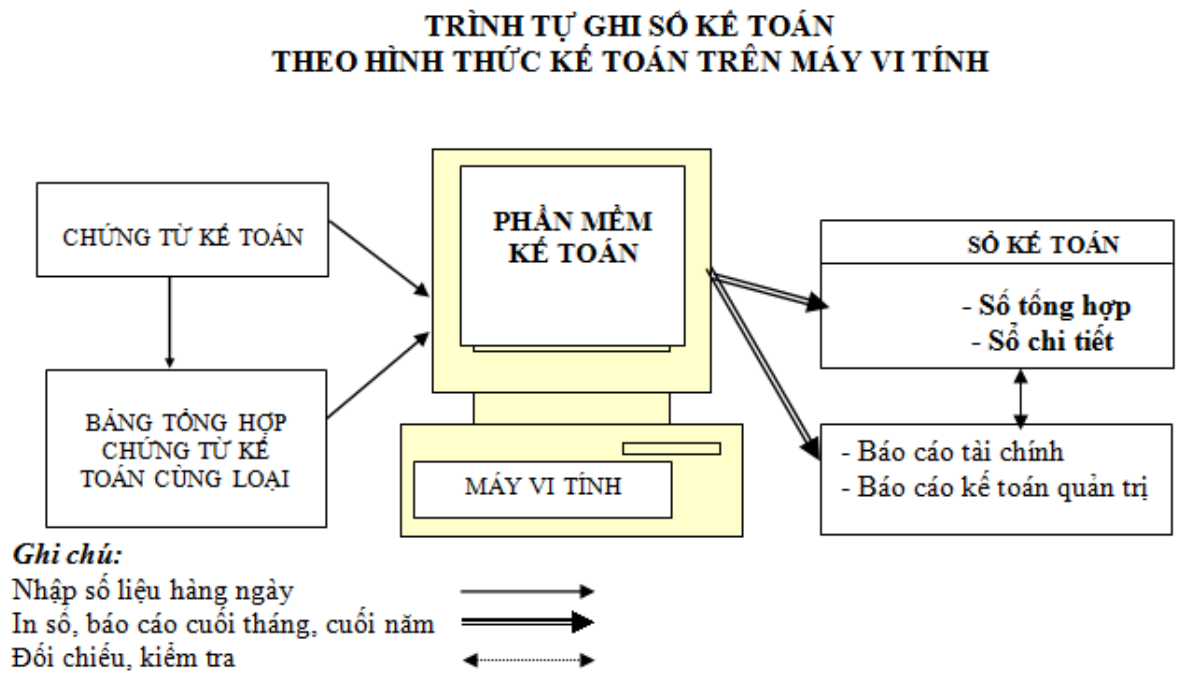 TRÌNH TỰ GHI SỔ KẾ TOÁN
THEO HÌNH THỨC KẾ TOÁN TRÊN MÁY VI TÍNH
CHỨNG TỪ KẾ TOÁN
BẢNG TỔNG HỢP
CHỨNG TỪ KẾ
TOÁN CÙNG LOẠI
PHẦN MỀM
KẾ TOÁN
MÁY VI TÍNH
SỔ KẾ TOÁN
- Số tổng hợp
- Sổ chi tiết
- Báo cáo tài chính
- Báo cáo kế toán quản trị
Ghi chú:
Nhập số liệu hàng ngày
In sổ, báo cáo cuối tháng, cuối năm
Đối chiếu, kiểm tra